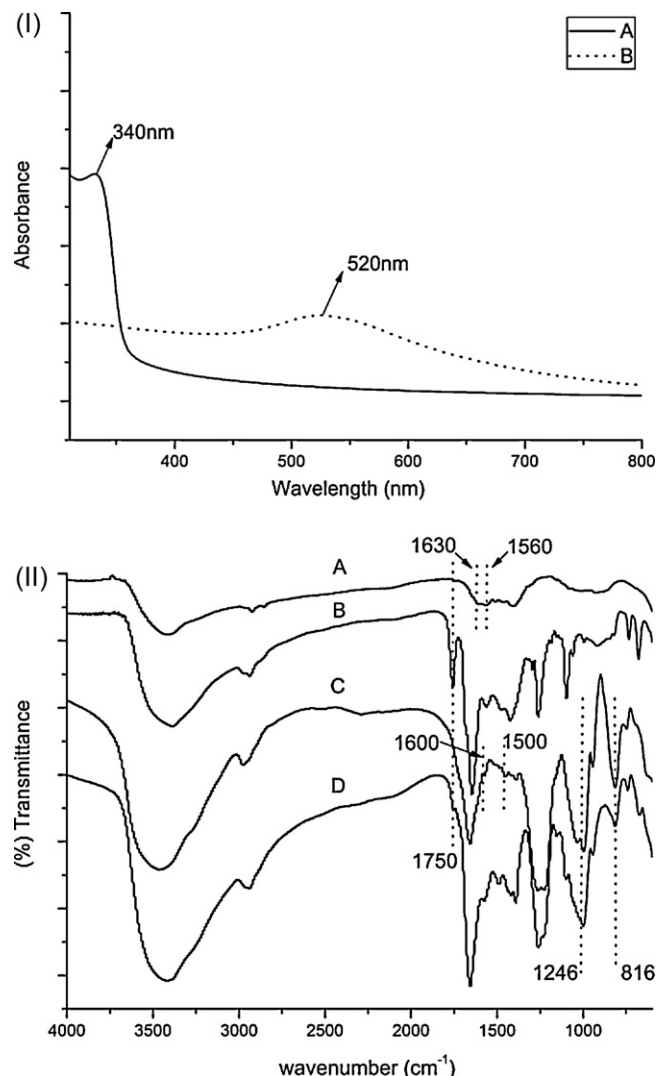 (I)
A
B
340nm
520nm
Absorbance
400 500 600 700 800
Wavelength (nm)
(II)
1630 1560
A
B
C
1600 1500
D
1750
1246 816
(%) Transmittance
4000 3500 3000 2500 2000 1500 1000
wavenumber (cm⁻¹)